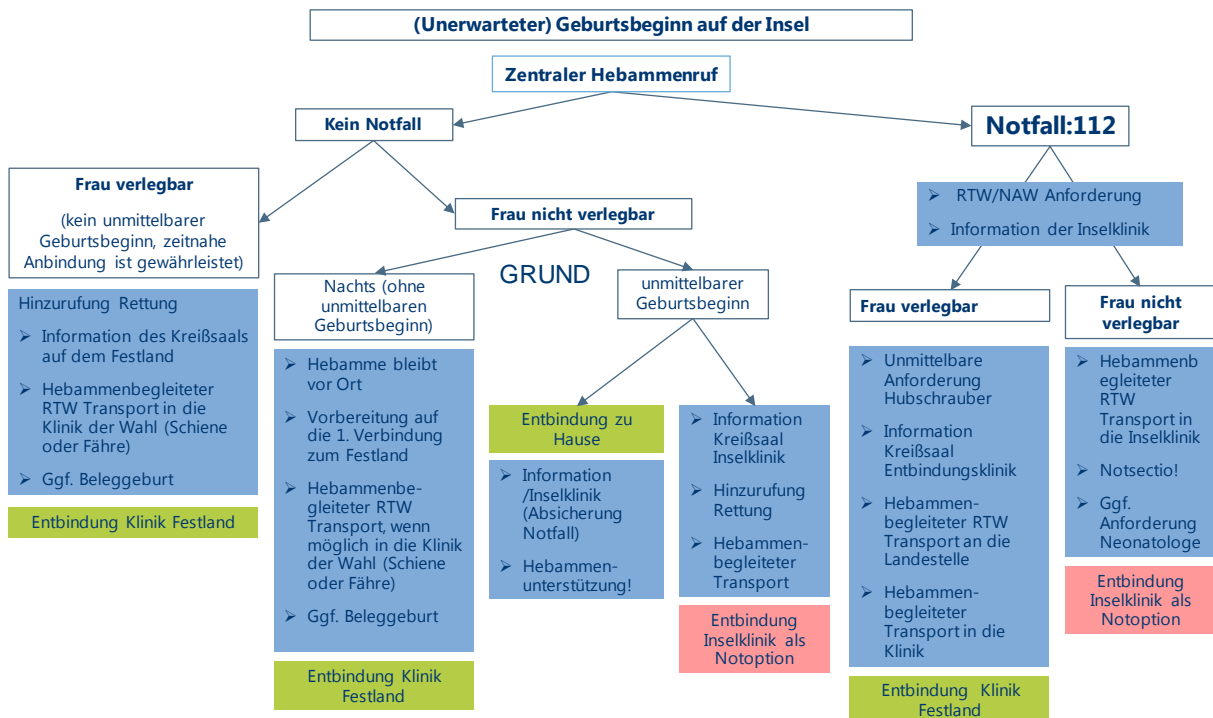 (Unerwarteter) Geburtsbeginn auf der Insel
Zentraler Hebammenruf
Kein Notfall
Notfall:112
Frau verlegbar
(kein unmittelbarer
Geburtsbeginn, zeitnahe
Anbindung ist gewährleistet)
Hinzurufung Rettung
➢ Information des Kreißsaals
auf dem Festland
➢ Hebammenbegleiteter
RTW Transport in die
Klinik der Wahl (Schiene
oder Fähre)
➢ Ggf. Beleggeburt
Entbindung Klinik Festland
Frau nicht verlegbar
GRUND
Nachts (ohne
unmittelbaren
Geburtsbeginn)
➢ Hebamme bleibt
vor Ort
➢ Vorbereitung auf
die 1. Verbindung
zum Festland
➢ Hebammenbe-
gleiteter RTW
Transport, wenn
möglich in die Klinik
der Wahl (Schiene
oder Fähre)
➢ Ggf. Beleggeburt
Entbindung Klinik
Festland
unmittelbarer
Geburtsbeginn
Entbindung zu
Hause
➢ Information
/Inselklinik
(Absicherung
Notfall)
➢ Hebammen-
unterstützung!
➢ Information
Kreißsaal
Inselklinik
➢ Hinzurufung
Rettung
➢ Hebammen-
begleiteter
Transport
Entbindung
Inselklinik als
Notoption
➢ RTW/NAW Anforderung
➢ Information der Inselklinik
Frau verlegbar
➢ Unmittelbare
Anforderung
Hubschrauber
➢ Information
Kreißsaal
Entbindungsklinik
➢ Hebammen-
begleiteter RTW
Transport an die
Landestelle
➢ Hebammen-
begleiteter
Transport in die
Klinik
Entbindung Klinik
Festland
Frau nicht
verlegbar
➢ Hebammenb
egleiteter
RTW
Transport in
die Inselklinik
➢ Notsectio!
➢ Ggf.
Anforderung
Neonatologe
Entbindung
Inselklinik als
Notoption